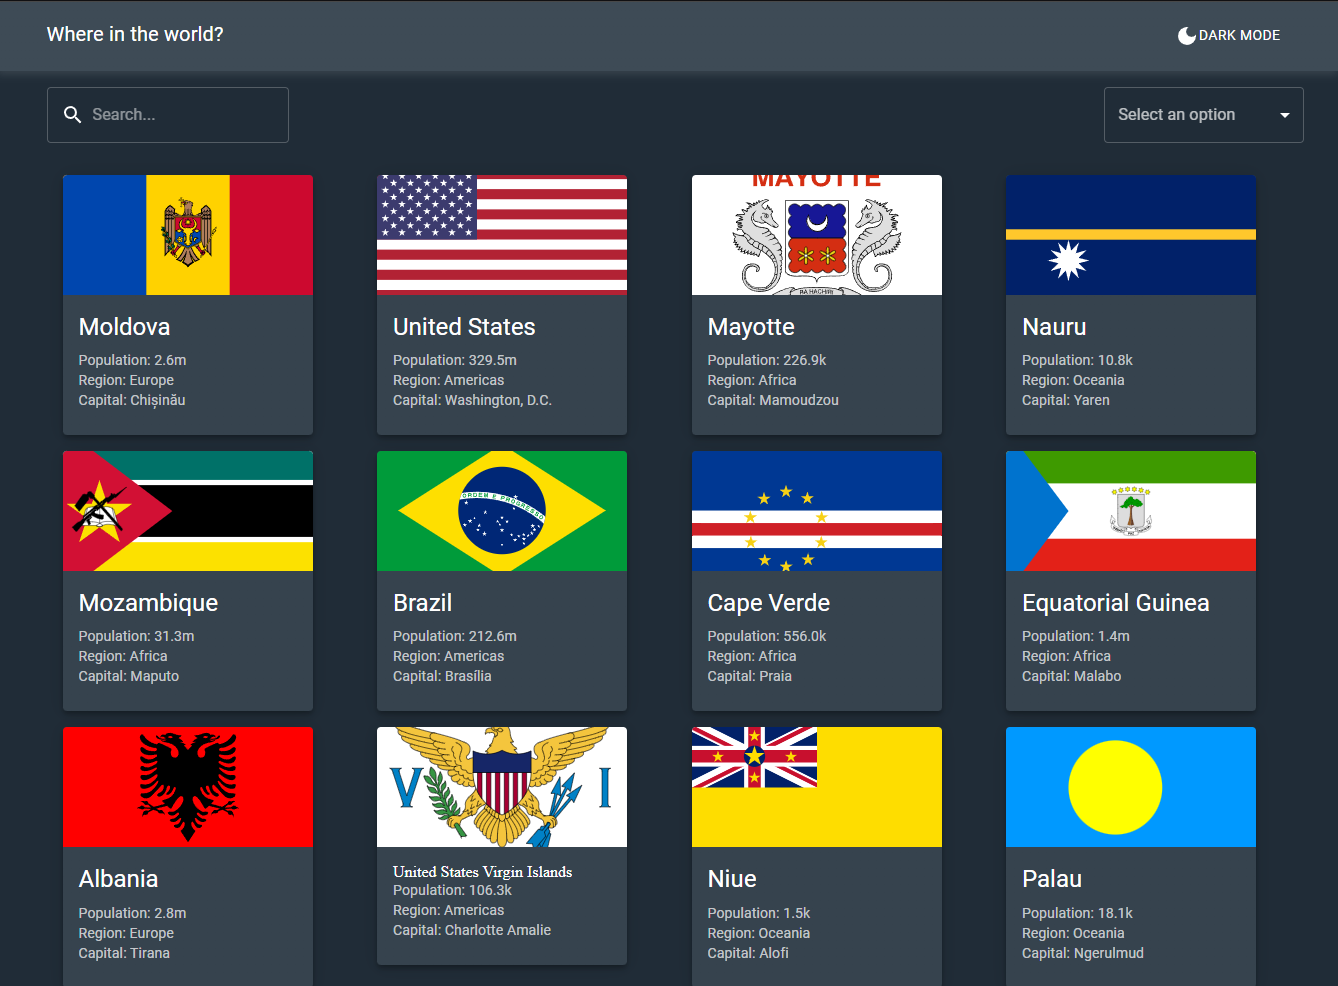 Where in the world?
DARK MODE
Search...
Select an option
MAYOTTE
RA HACHIRI
Moldova
Population: 2.6m
Region: Europe
Capital: Chișinău
United States
Population: 329.5m
Region: Americas
Capital: Washington, D.C.
Mayotte
Population: 226.9k
Region: Africa
Capital: Mamoudzou
Nauru
Population: 10.8k
Region: Oceania
Capital: Yaren
ORDEM E PROGRESSO
Mozambique
Population: 31.3m
Region: Africa
Capital: Maputo
Brazil
Population: 212.6m
Region: Americas
Capital: Brasília
Cape Verde
Population: 556.0k
Region: Africa
Capital: Praia
Equatorial Guinea
Population: 1.4m
Region: Africa
Capital: Malabo
V I
Albania
Population: 2.8m
Region: Europe
Capital: Tirana
United States Virgin Islands
Population: 106.3k
Region: Americas
Capital: Charlotte Amalie
Niue
Population: 1.5k
Region: Oceania
Capital: Alofi
Palau
Population: 18.1k
Region: Oceania
Capital: Ngerulmud